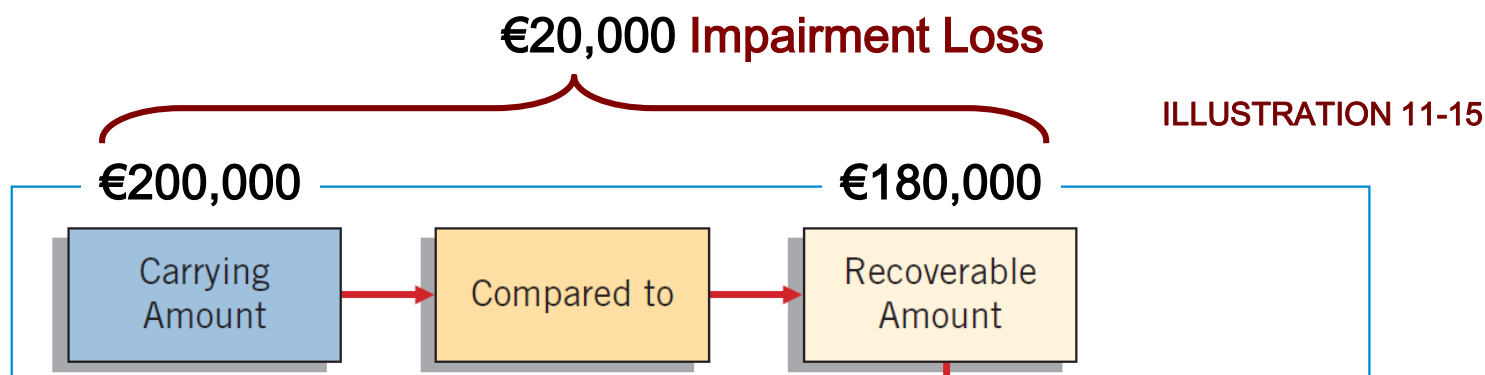 €20,000 Impairment Loss
ILLUSTRATION 11-15
€200,000
€180,000
Carrying
Amount
Compared to
Recoverable
Amount